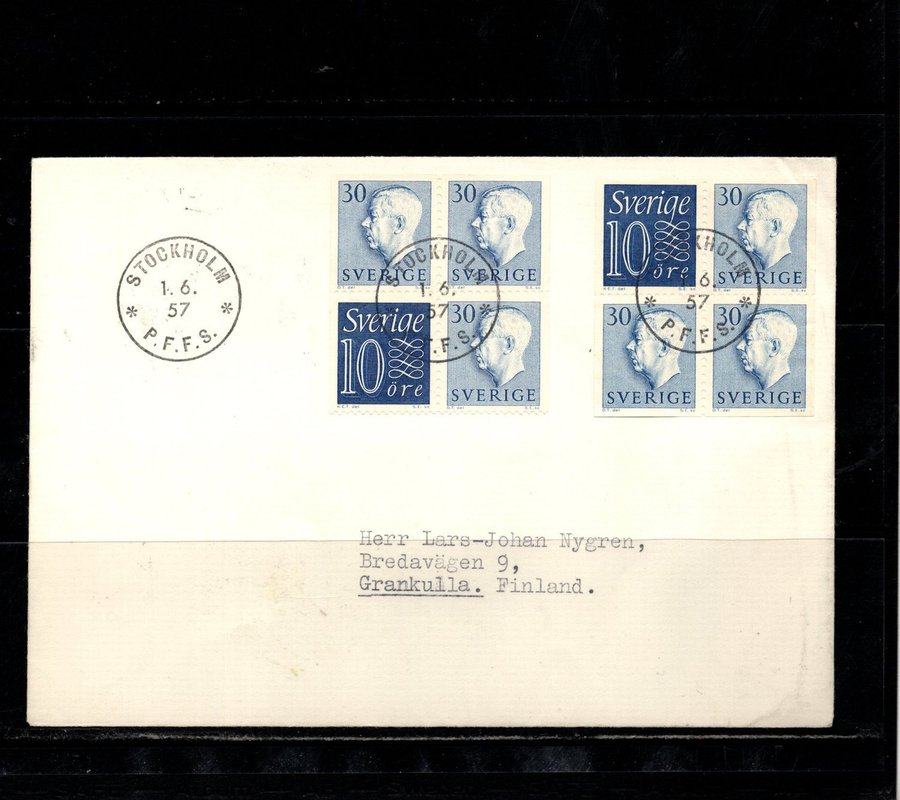 STOCKHOLM
1. 6.
57
* P.F.F.S. *
30 30
SVERIGE SVERIGE
Sverige 30
10 öre SVERIGE
STOCKHOLM
1. 6.
57
* P.F.F.S. *
Sverige 30
10 öre SVERIGE
30 30
SVERIGE SVERIGE
STOCKHOLM
1. 6.
57
* P.F.F.S. *
Herr Lars-Johan Nygren,
Bredavägen 9,
Grankulla. Finland.